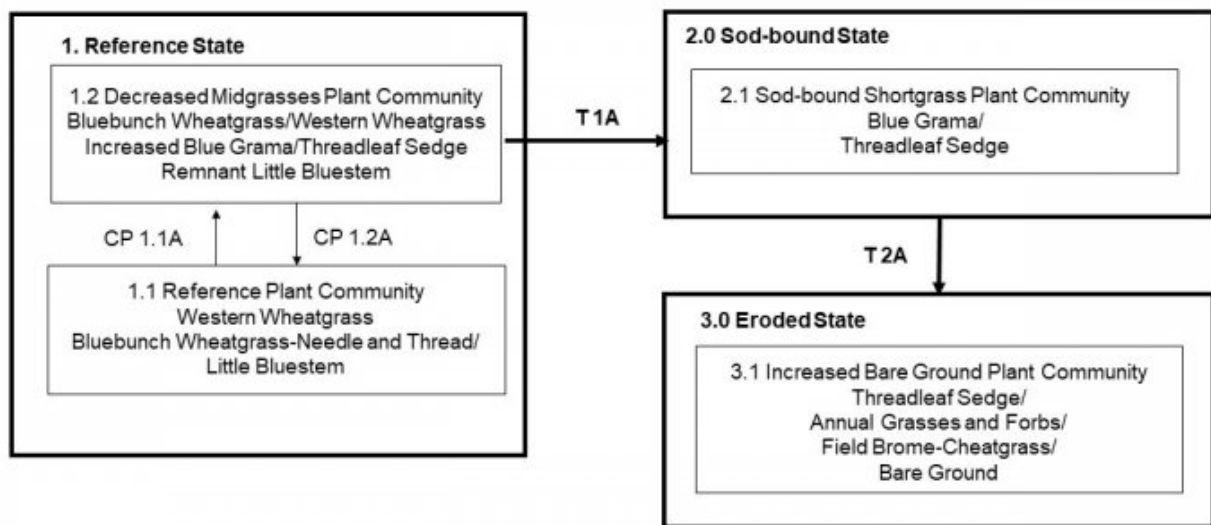 1. Reference State
1.2 Decreased Midgrasses Plant Community
Bluebunch Wheatgrass/Western Wheatgrass
Increased Blue Grama/Threadleaf Sedge
Remnant Little Bluestem
CP 1.1A
CP 1.2A
1.1 Reference Plant Community
Western Wheatgrass
Bluebunch Wheatgrass-Needle and Thread/
Little Bluestem
T 1A
2.0 Sod-bound State
2.1 Sod-bound Shortgrass Plant Community
Blue Grama/
Threadleaf Sedge
T 2A
3.0 Eroded State
3.1 Increased Bare Ground Plant Community
Threadleaf Sedge/
Annual Grasses and Forbs/
Field Brome-Cheatgrass/
Bare Ground